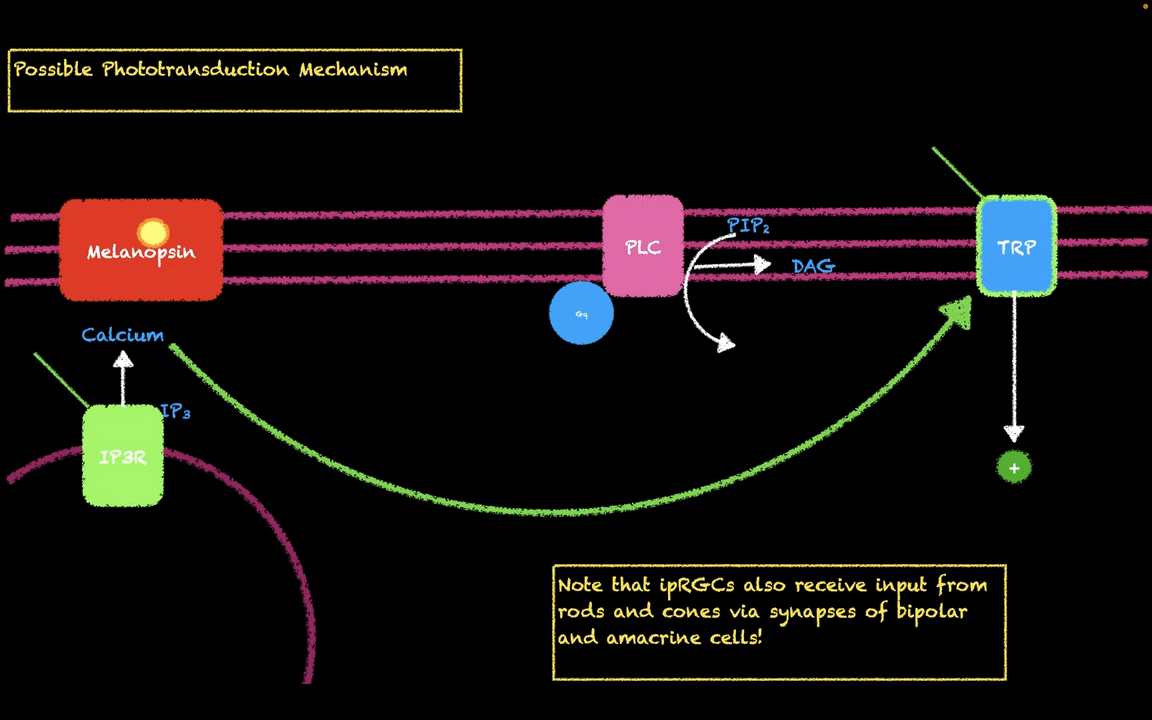 Possible Phototransduction Mechanism
PIP₂
Melanopsin
PLC
TRP
DAG
Gq
Calcium
IP₃
IP3R
+
Note that ipRGCs also receive input from
rods and cones via synapses of bipolar
and amacrine cells!